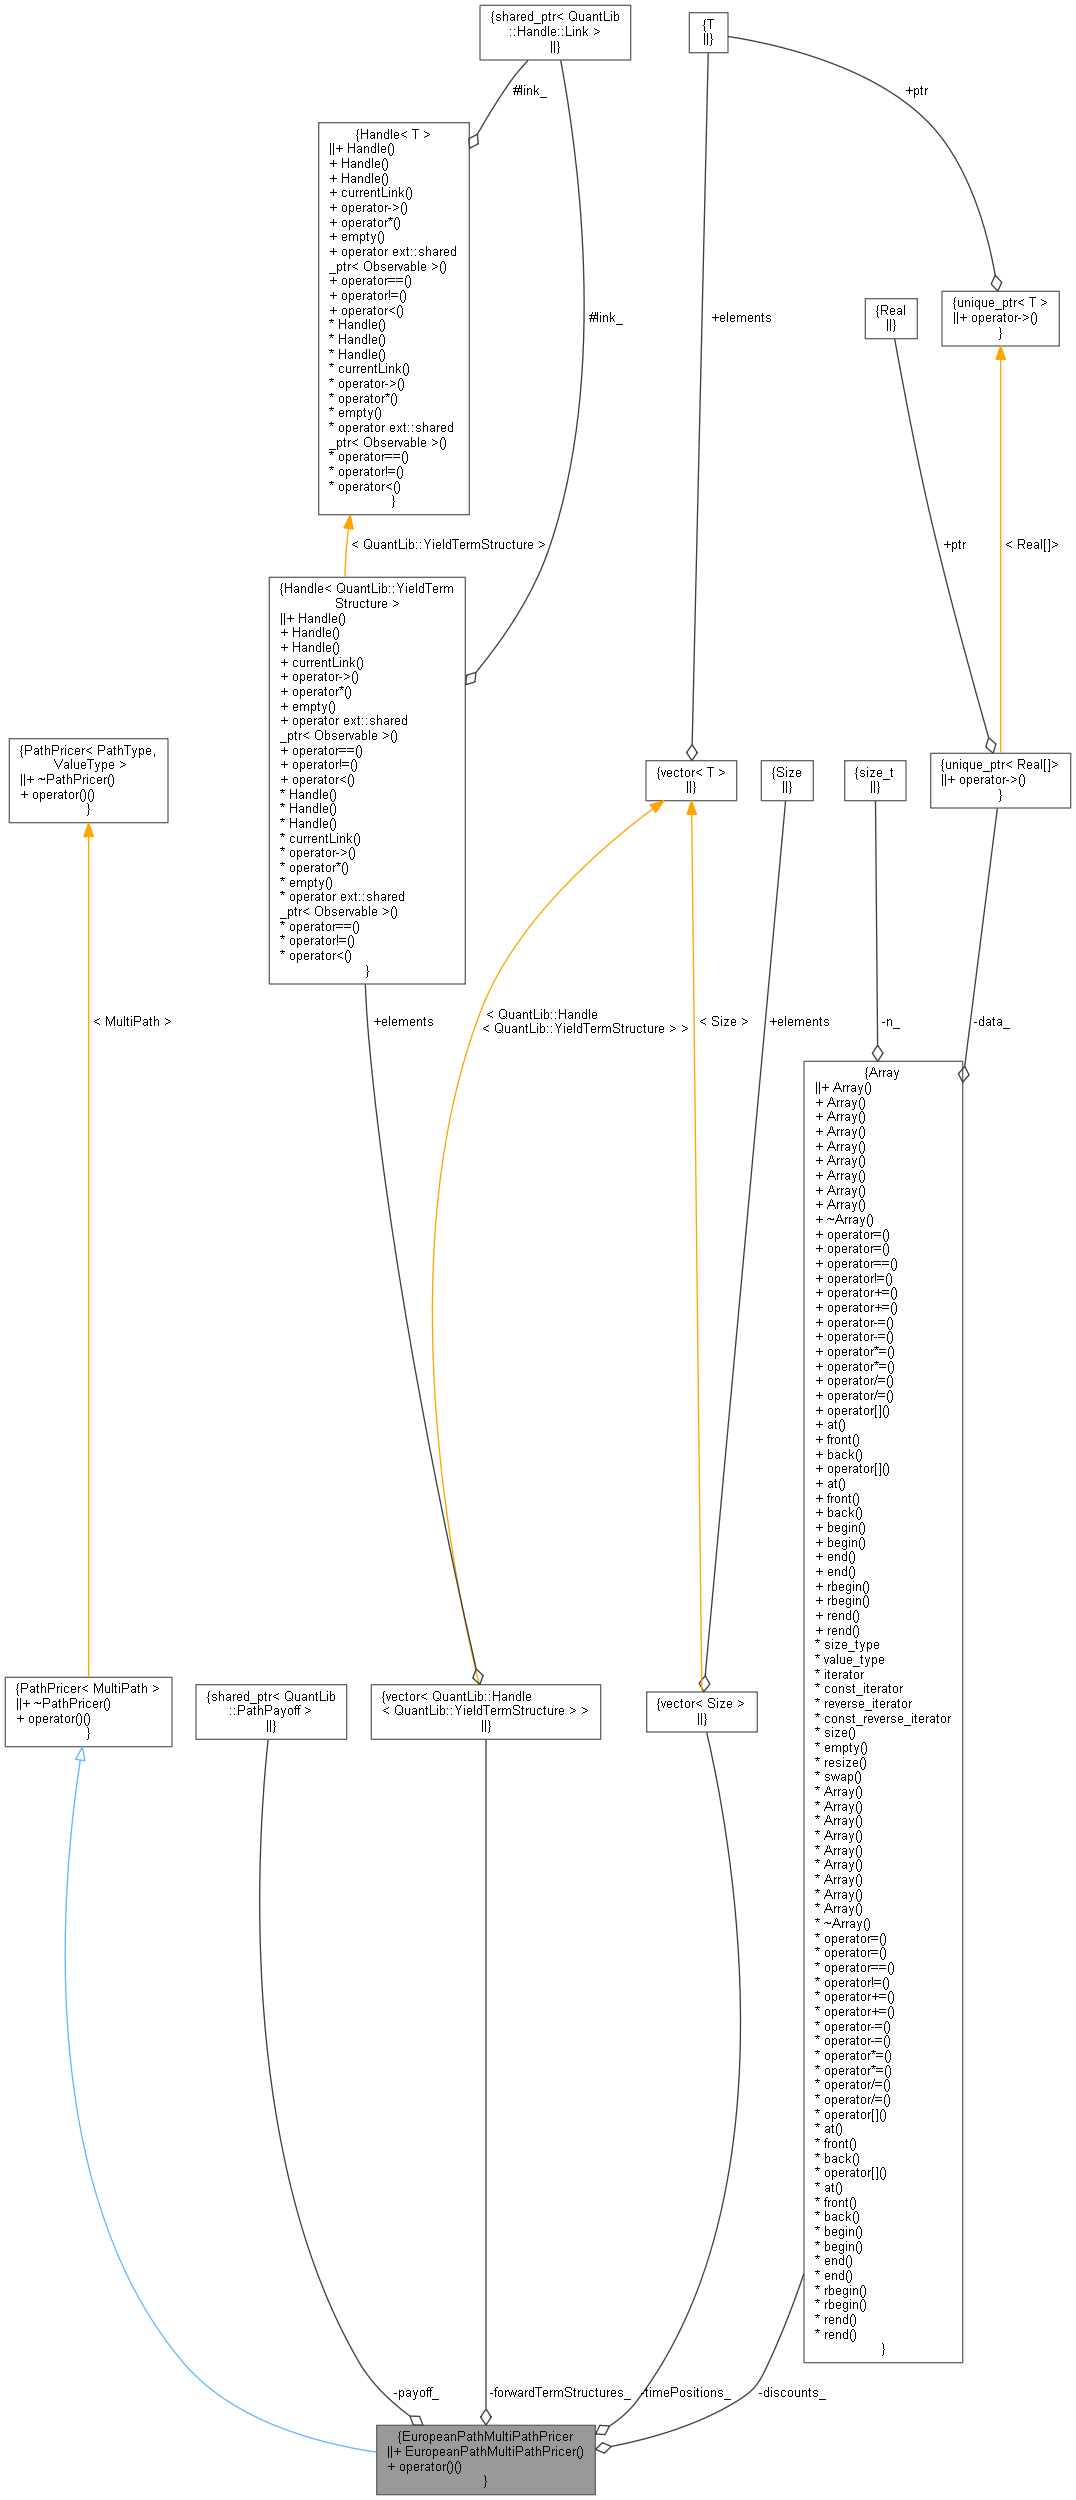 {shared_ptr< QuantLib
::Handle::Link >
||}
{T
||}
#link_
+ptr
{Handle< T >
||+ Handle()
+ Handle()
+ Handle()
+ currentLink()
+ operator->()
+ operator*()
+ empty()
+ operator ext::shared
_ptr< Observable >()
+ operator==()
+ operator!=()
+ operator<()
* Handle()
* Handle()
* Handle()
* currentLink()
* operator->()
* operator*()
* empty()
* operator ext::shared
_ptr< Observable >()
* operator==()
* operator!=()
* operator<()
}
#link_
+elements
{Real
||}
{unique_ptr< T >
||+ operator->()
}
< QuantLib::YieldTermStructure >
+ptr
< Real[]>
{Handle< QuantLib::YieldTerm
Structure >
||+ Handle()
+ Handle()
+ Handle()
+ currentLink()
+ operator->()
+ operator*()
+ empty()
+ operator ext::shared
_ptr< Observable >()
+ operator==()
+ operator!=()
+ operator<()
* Handle()
* Handle()
* Handle()
* currentLink()
* operator->()
* operator*()
* empty()
* operator ext::shared
_ptr< Observable >()
* operator==()
* operator!=()
* operator<()
}
{PathPricer< PathType,
ValueType >
||+ ~PathPricer()
+ operator()()
}
{vector< T >
||}
{Size
||}
{size_t
||}
{unique_ptr< Real[]>
||+ operator->()
}
< MultiPath >
+elements
< QuantLib::Handle
< QuantLib::YieldTermStructure > >
< Size >
+elements
-n_
-data_
{Array
||+ Array()
+ Array()
+ Array()
+ Array()
+ Array()
+ Array()
+ Array()
+ Array()
+ Array()
+ ~Array()
+ operator=()
+ operator=()
+ operator==()
+ operator!=()
+ operator+=()
+ operator+=()
+ operator-=()
+ operator-=()
+ operator*=()
+ operator*=()
+ operator/=()
+ operator/=()
+ operator[]()
+ at()
+ front()
+ back()
+ operator[]()
+ at()
+ front()
+ back()
+ begin()
+ begin()
+ end()
+ end()
+ rbegin()
+ rbegin()
+ rend()
+ rend()
* size_type
* value_type
* iterator
* const_iterator
* reverse_iterator
* const_reverse_iterator
* size()
* empty()
* resize()
* swap()
* Array()
* Array()
* Array()
* Array()
* Array()
* Array()
* Array()
* Array()
* Array()
* ~Array()
* operator=()
* operator=()
* operator==()
* operator!=()
* operator+=()
* operator+=()
* operator-=()
* operator-=()
* operator*=()
* operator*=()
* operator/=()
* operator/=()
* operator[]()
* at()
* front()
* back()
* operator[]()
* at()
* front()
* back()
* begin()
* begin()
* end()
* end()
* rbegin()
* rbegin()
* rend()
* rend()
}
{PathPricer< MultiPath >
||+ ~PathPricer()
+ operator()()
}
{shared_ptr< QuantLib
::PathPayoff >
||}
{vector< QuantLib::Handle
< QuantLib::YieldTermStructure > >
||}
{vector< Size >
||}
-payoff_
-forwardTermStructures_
-timePositions_
-discounts_
{EuropeanPathMultiPathPricer
||+ EuropeanPathMultiPathPricer()
+ operator()()
}